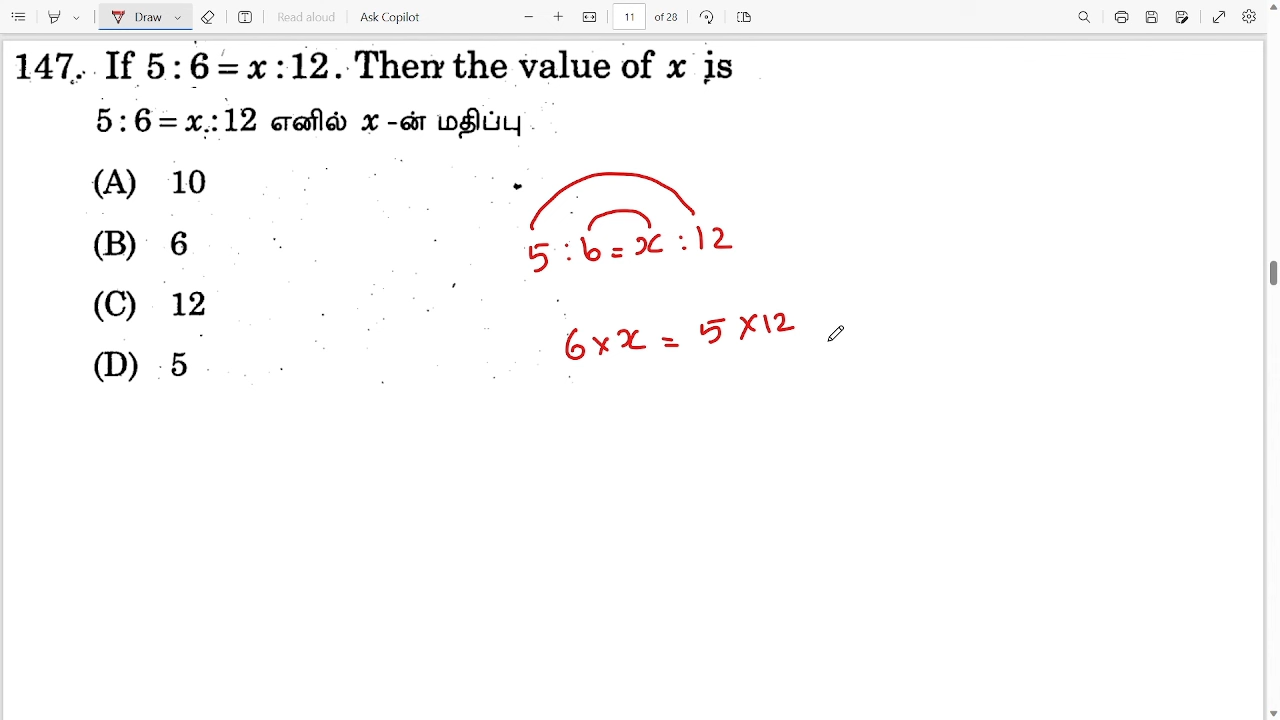 Draw Read aloud Ask Copilot 11 of 28
147. If 5 : 6 = x : 12. Then the value of x is
5 : 6 = x : 12 எனில் x -ன் மதிப்பு
(A) 10
(B) 6
(C) 12
(D) 5
5 : 6 = x : 12
6 × x = 5 × 12